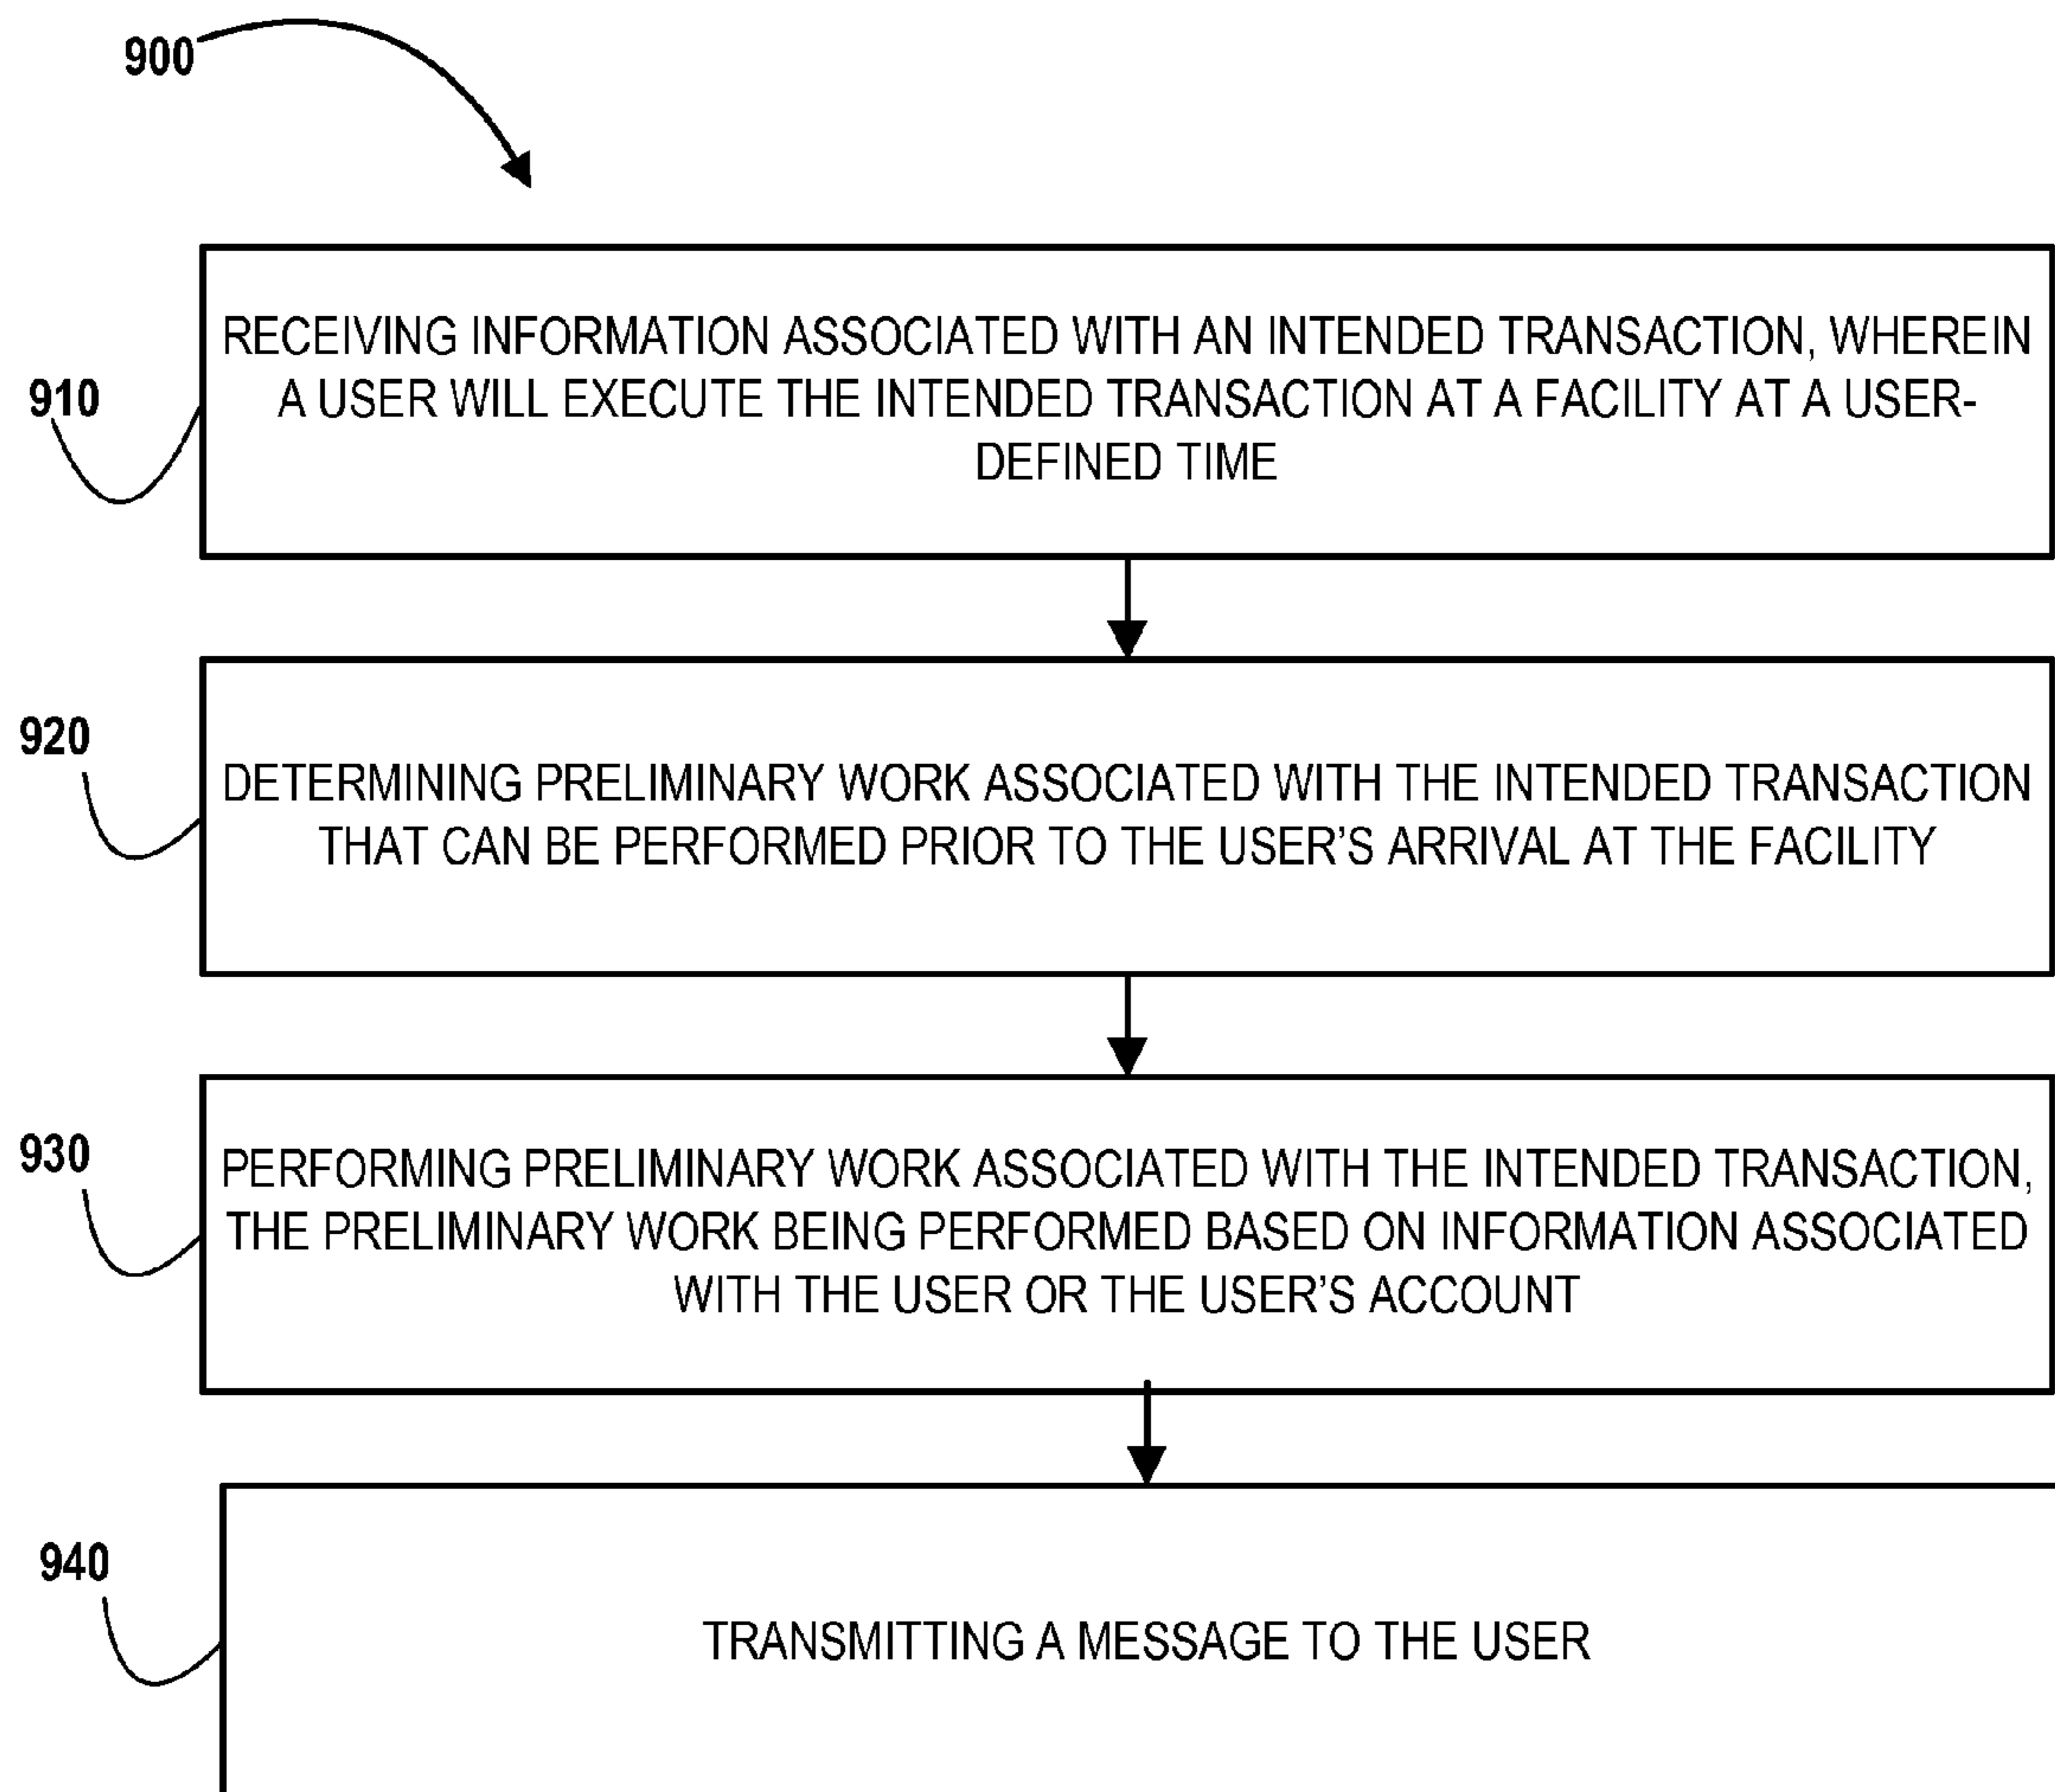 900
RECEIVING INFORMATION ASSOCIATED WITH AN INTENDED TRANSACTION, WHEREIN
910
A USER WILL EXECUTE THE INTENDED TRANSACTION AT A FACILITY AT A USER-
DEFINED TIME
920
DETERMINING PRELIMINARY WORK ASSOCIATED WITH THE INTENDED TRANSACTION
THAT CAN BE PERFORMED PRIOR TO THE USER'S ARRIVAL AT THE FACILITY
930
PERFORMING PRELIMINARY WORK ASSOCIATED WITH THE INTENDED TRANSACTION,
THE PRELIMINARY WORK BEING PERFORMED BASED ON INFORMATION ASSOCIATED
WITH THE USER OR THE USER'S ACCOUNT
940
TRANSMITTING A MESSAGE TO THE USER